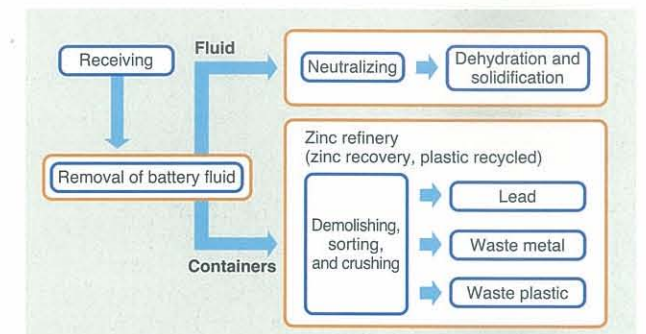 Receiving
Fluid
Neutralizing
Dehydration and
solidification
Removal of battery fluid
Containers
Zinc refinery
(zinc recovery, plastic recycled)
Demolishing,
sorting,
and crushing
Lead
Waste metal
Waste plastic